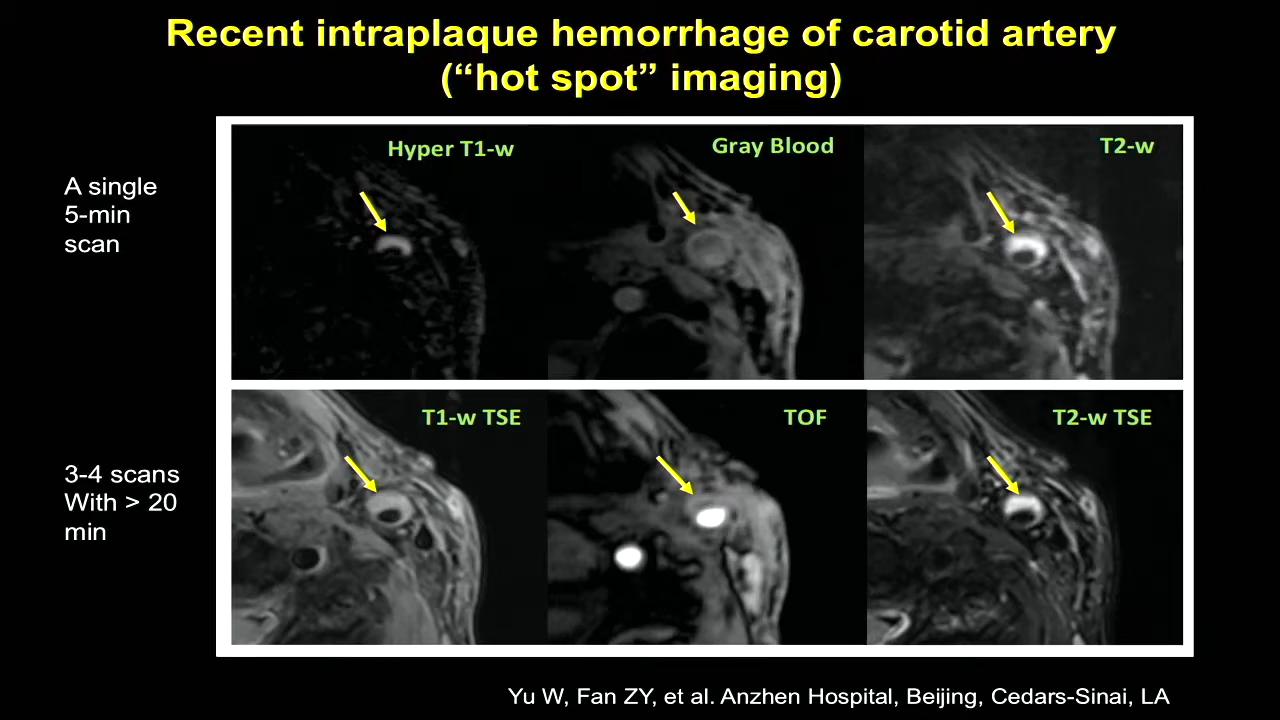 Recent intraplaque hemorrhage of carotid artery
(“hot spot” imaging)
A single
5-min
scan
Hyper T1-w
Gray Blood
T2-w
3-4 scans
With > 20
min
T1-w TSE
TOF
T2-w TSE
Yu W, Fan ZY, et al. Anzhen Hospital, Beijing, Cedars-Sinai, LA